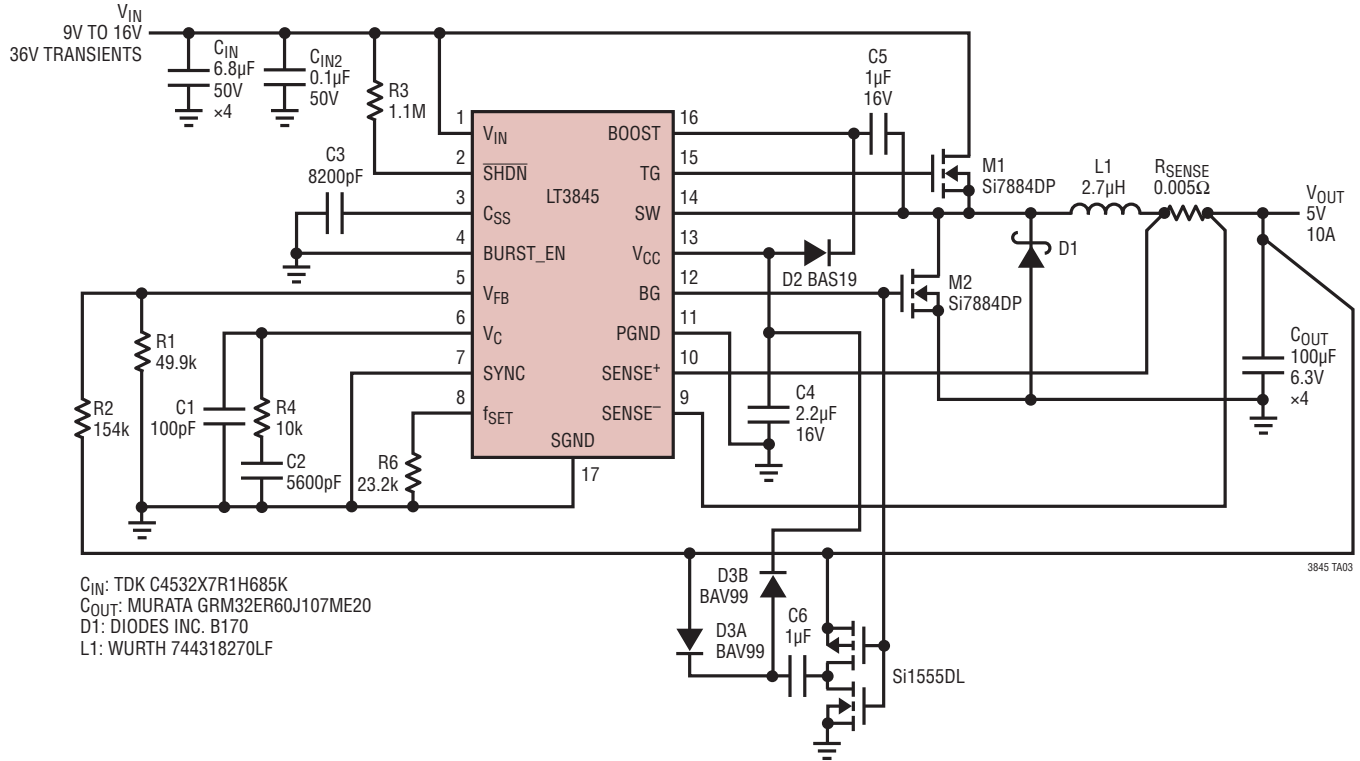 VIN
9V TO 16V
36V TRANSIENTS
CIN
6.8µF
50V
×4
CIN2
0.1µF
50V
R3
1.1M
C5
1µF
16V
1
VIN
2
SHDN
3
CSS
4
BURST_EN
5
VFB
6
VC
7
SYNC
8
fSET
LT3845
SGND
17
16
BOOST
15
TG
14
SW
13
VCC
12
BG
11
PGND
10
SENSE+
9
SENSE–
C3
8200pF
M1
Si7884DP
L1
2.7µH
RSENSE
0.005Ω
VOUT
5V
10A
D1
D2 BAS19
M2
Si7884DP
R1
49.9k
R2
154k
C1
100pF
R4
10k
C2
5600pF
R6
23.2k
C4
2.2µF
16V
COUT
100µF
6.3V
×4
3845 TA03
CIN: TDK C4532X7R1H685K
COUT: MURATA GRM32ER60J107ME20
D1: DIODES INC. B170
L1: WURTH 744318270LF
D3B
BAV99
D3A
BAV99
C6
1µF
Si1555DL